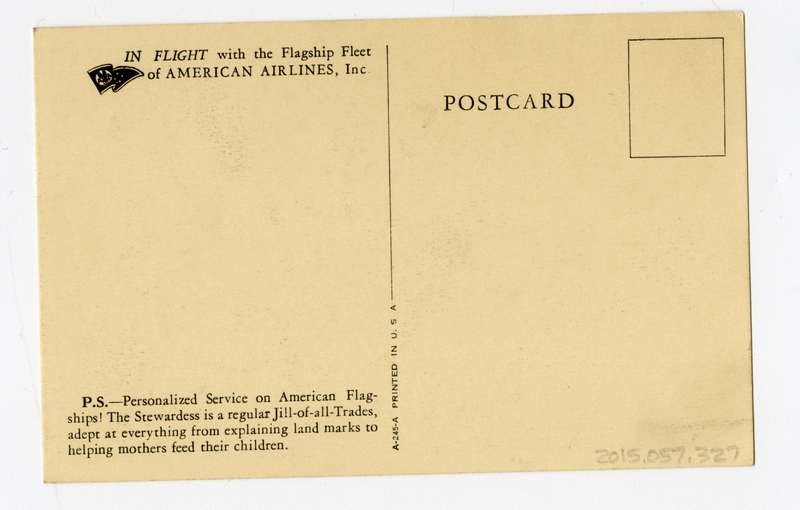 IN FLIGHT with the Flagship Fleet
of AMERICAN AIRLINES, Inc
POSTCARD
P.S.—Personalized Service on American Flag-
ships! The Stewardess is a regular Jill-of-all-Trades,
adept at everything from explaining land marks to
helping mothers feed their children.
A-245-A PRINTED IN U. S A
2015.057.327